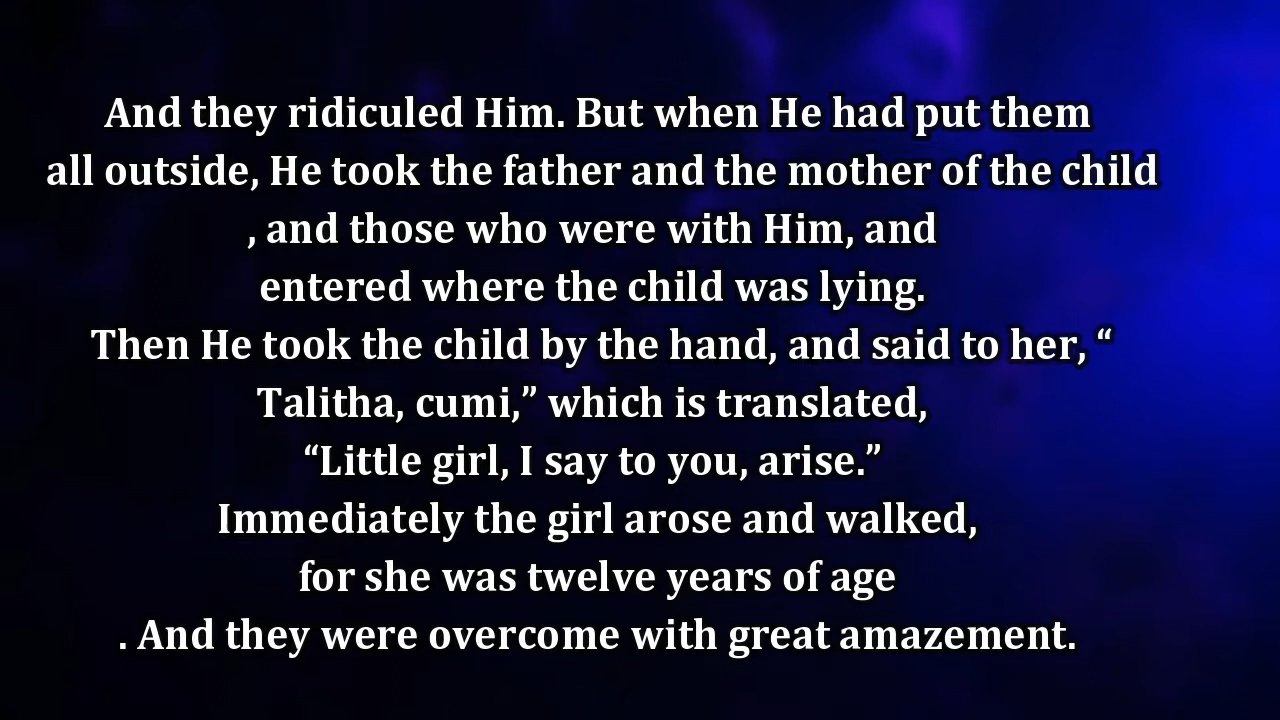 And they ridiculed Him. But when He had put them
all outside, He took the father and the mother of the child
, and those who were with Him, and
entered where the child was lying.
Then He took the child by the hand, and said to her, “
Talitha, cumi,” which is translated,
“Little girl, I say to you, arise.”
Immediately the girl arose and walked,
for she was twelve years of age
. And they were overcome with great amazement.